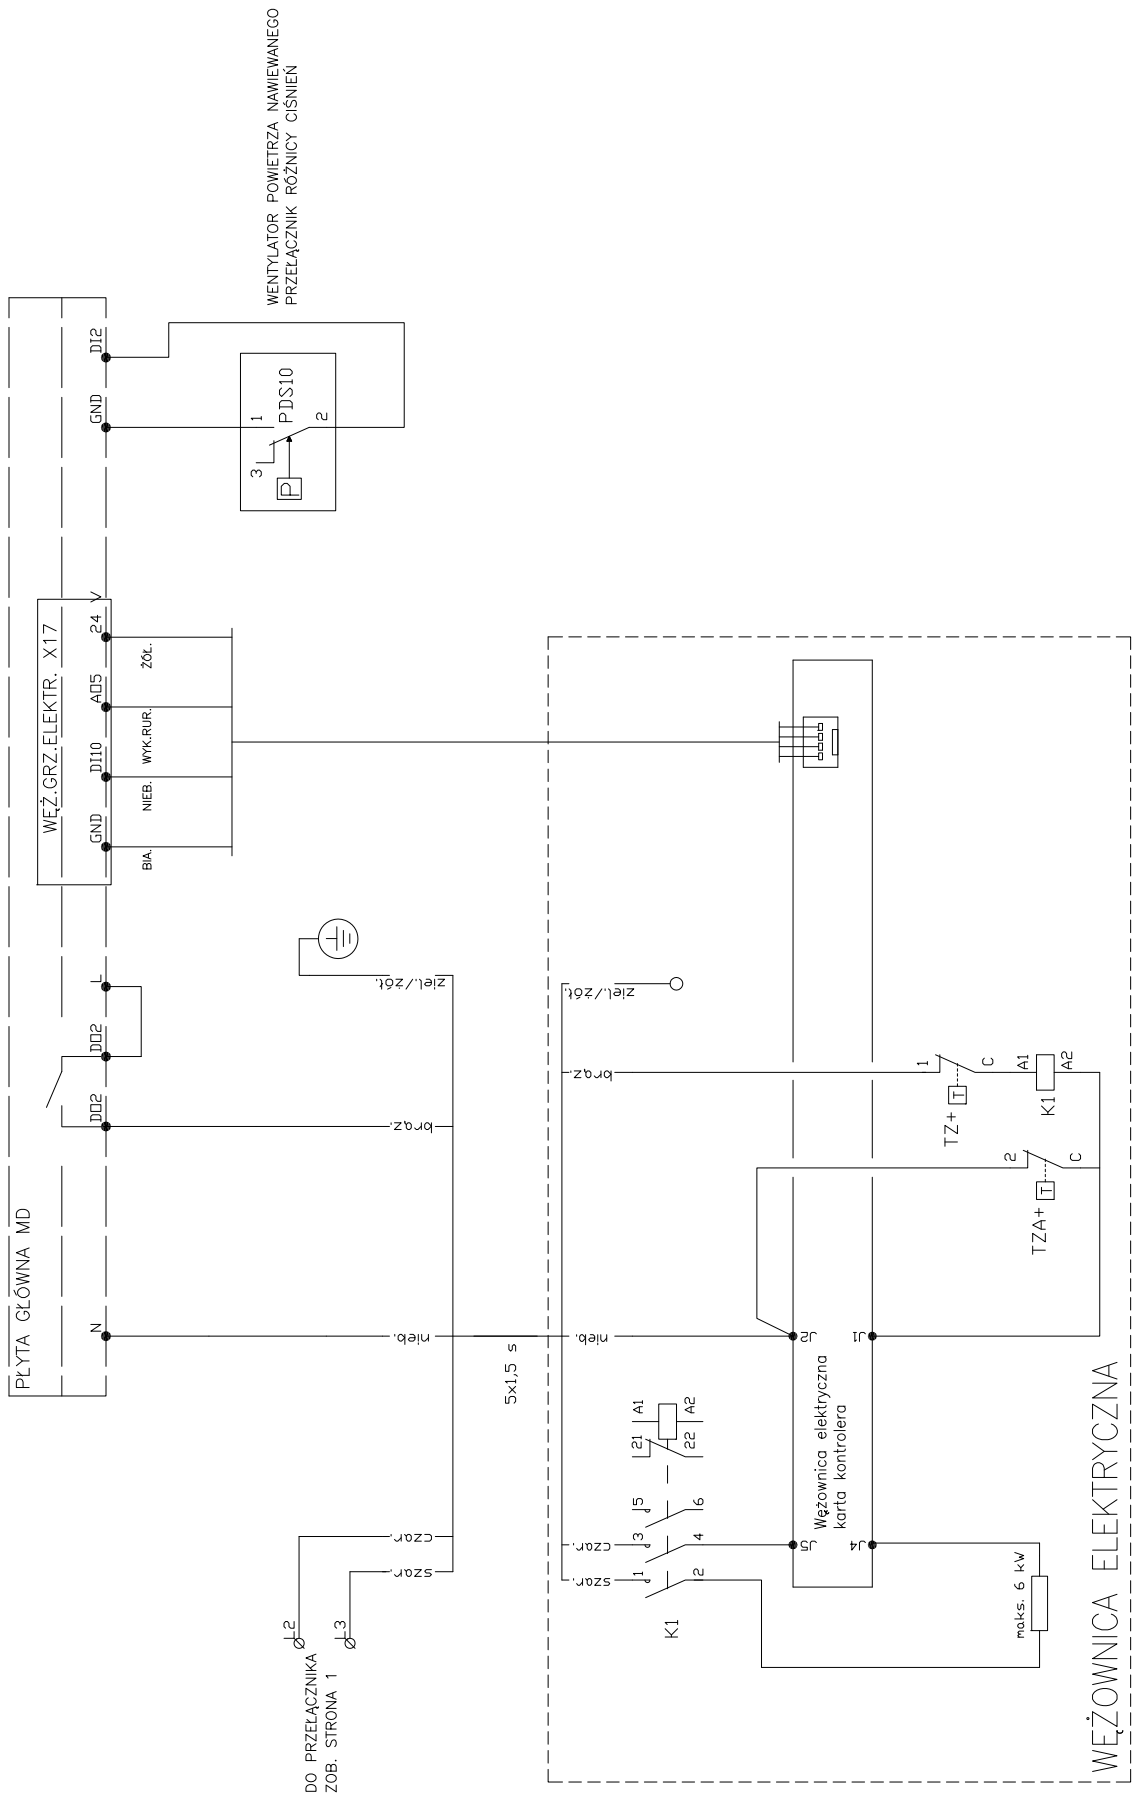 PŁYTA GŁÓWNA MD
WĘŻ.GRZ.ELEKTR. X17
N
DO2
DO2
L
GND
DI10
AO5
24 V
GND
DI2
BIA.
NIEB.
WYK.RUR.
ŻÓŁ.
3
1
PDS10
P
2
WENTYLATOR POWIETRZA NAWIEWANEGO
PRZEŁĄCZNIK RÓŻNICY CIŚNIEŃ
L2
L3
DO PRZEŁĄCZNIKA
ZOB. STRONA 1
czar.
szar.
nieb.
brąz.
ziel./żół.
5x1,5 s
szar.
czar.
nieb.
brąz.
ziel./żół.
1
3
5
21
A1
K1
2
4
6
22
A2
J5
J2
Wężownica elektryczna
karta kontrolera
J4
J1
1
TZ+
T
C
A1
K1
A2
2
TZA+
T
C
maks. 6 kW
WĘŻOWNICA ELEKTRYCZNA